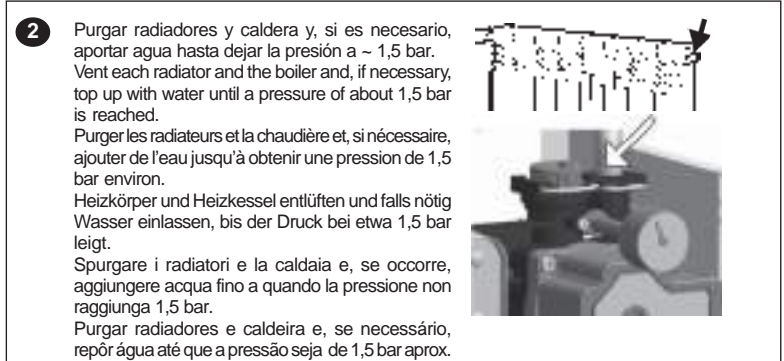 2
Purgar radiadores y caldera y, si es necesario,
aportar agua hasta dejar la presión a ~ 1,5 bar.
Vent each radiator and the boiler and, if necessary,
top up with water until a pressure of about 1,5 bar
is reached.
Purger les radiateurs et la chaudière et, si nécessaire,
ajouter de l'eau jusqu'à obtenir une pression de 1,5
bar environ.
Heizkörper und Heizkessel entlüften und falls nötig
Wasser einlassen, bis der Druck bei etwa 1,5 bar
leigt.
Spurgare i radiatori e la caldaia e, se occorre,
aggiungere acqua fino a quando la pressione non
raggiunga 1,5 bar.
Purgar radiadores e caldeira e, se necessário,
repôr água até que a pressão seja de 1,5 bar aprox.